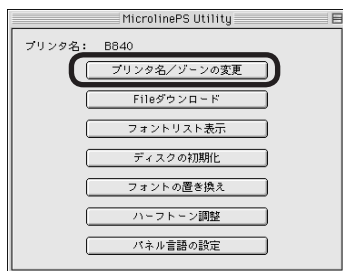 MicrolinePS Utility
プリンタ名： B840
プリンタ名／ゾーンの変更
Fileダウンロード
フォントリスト表示
ディスクの初期化
フォントの置き換え
ハーフトーン調整
パネル言語の設定